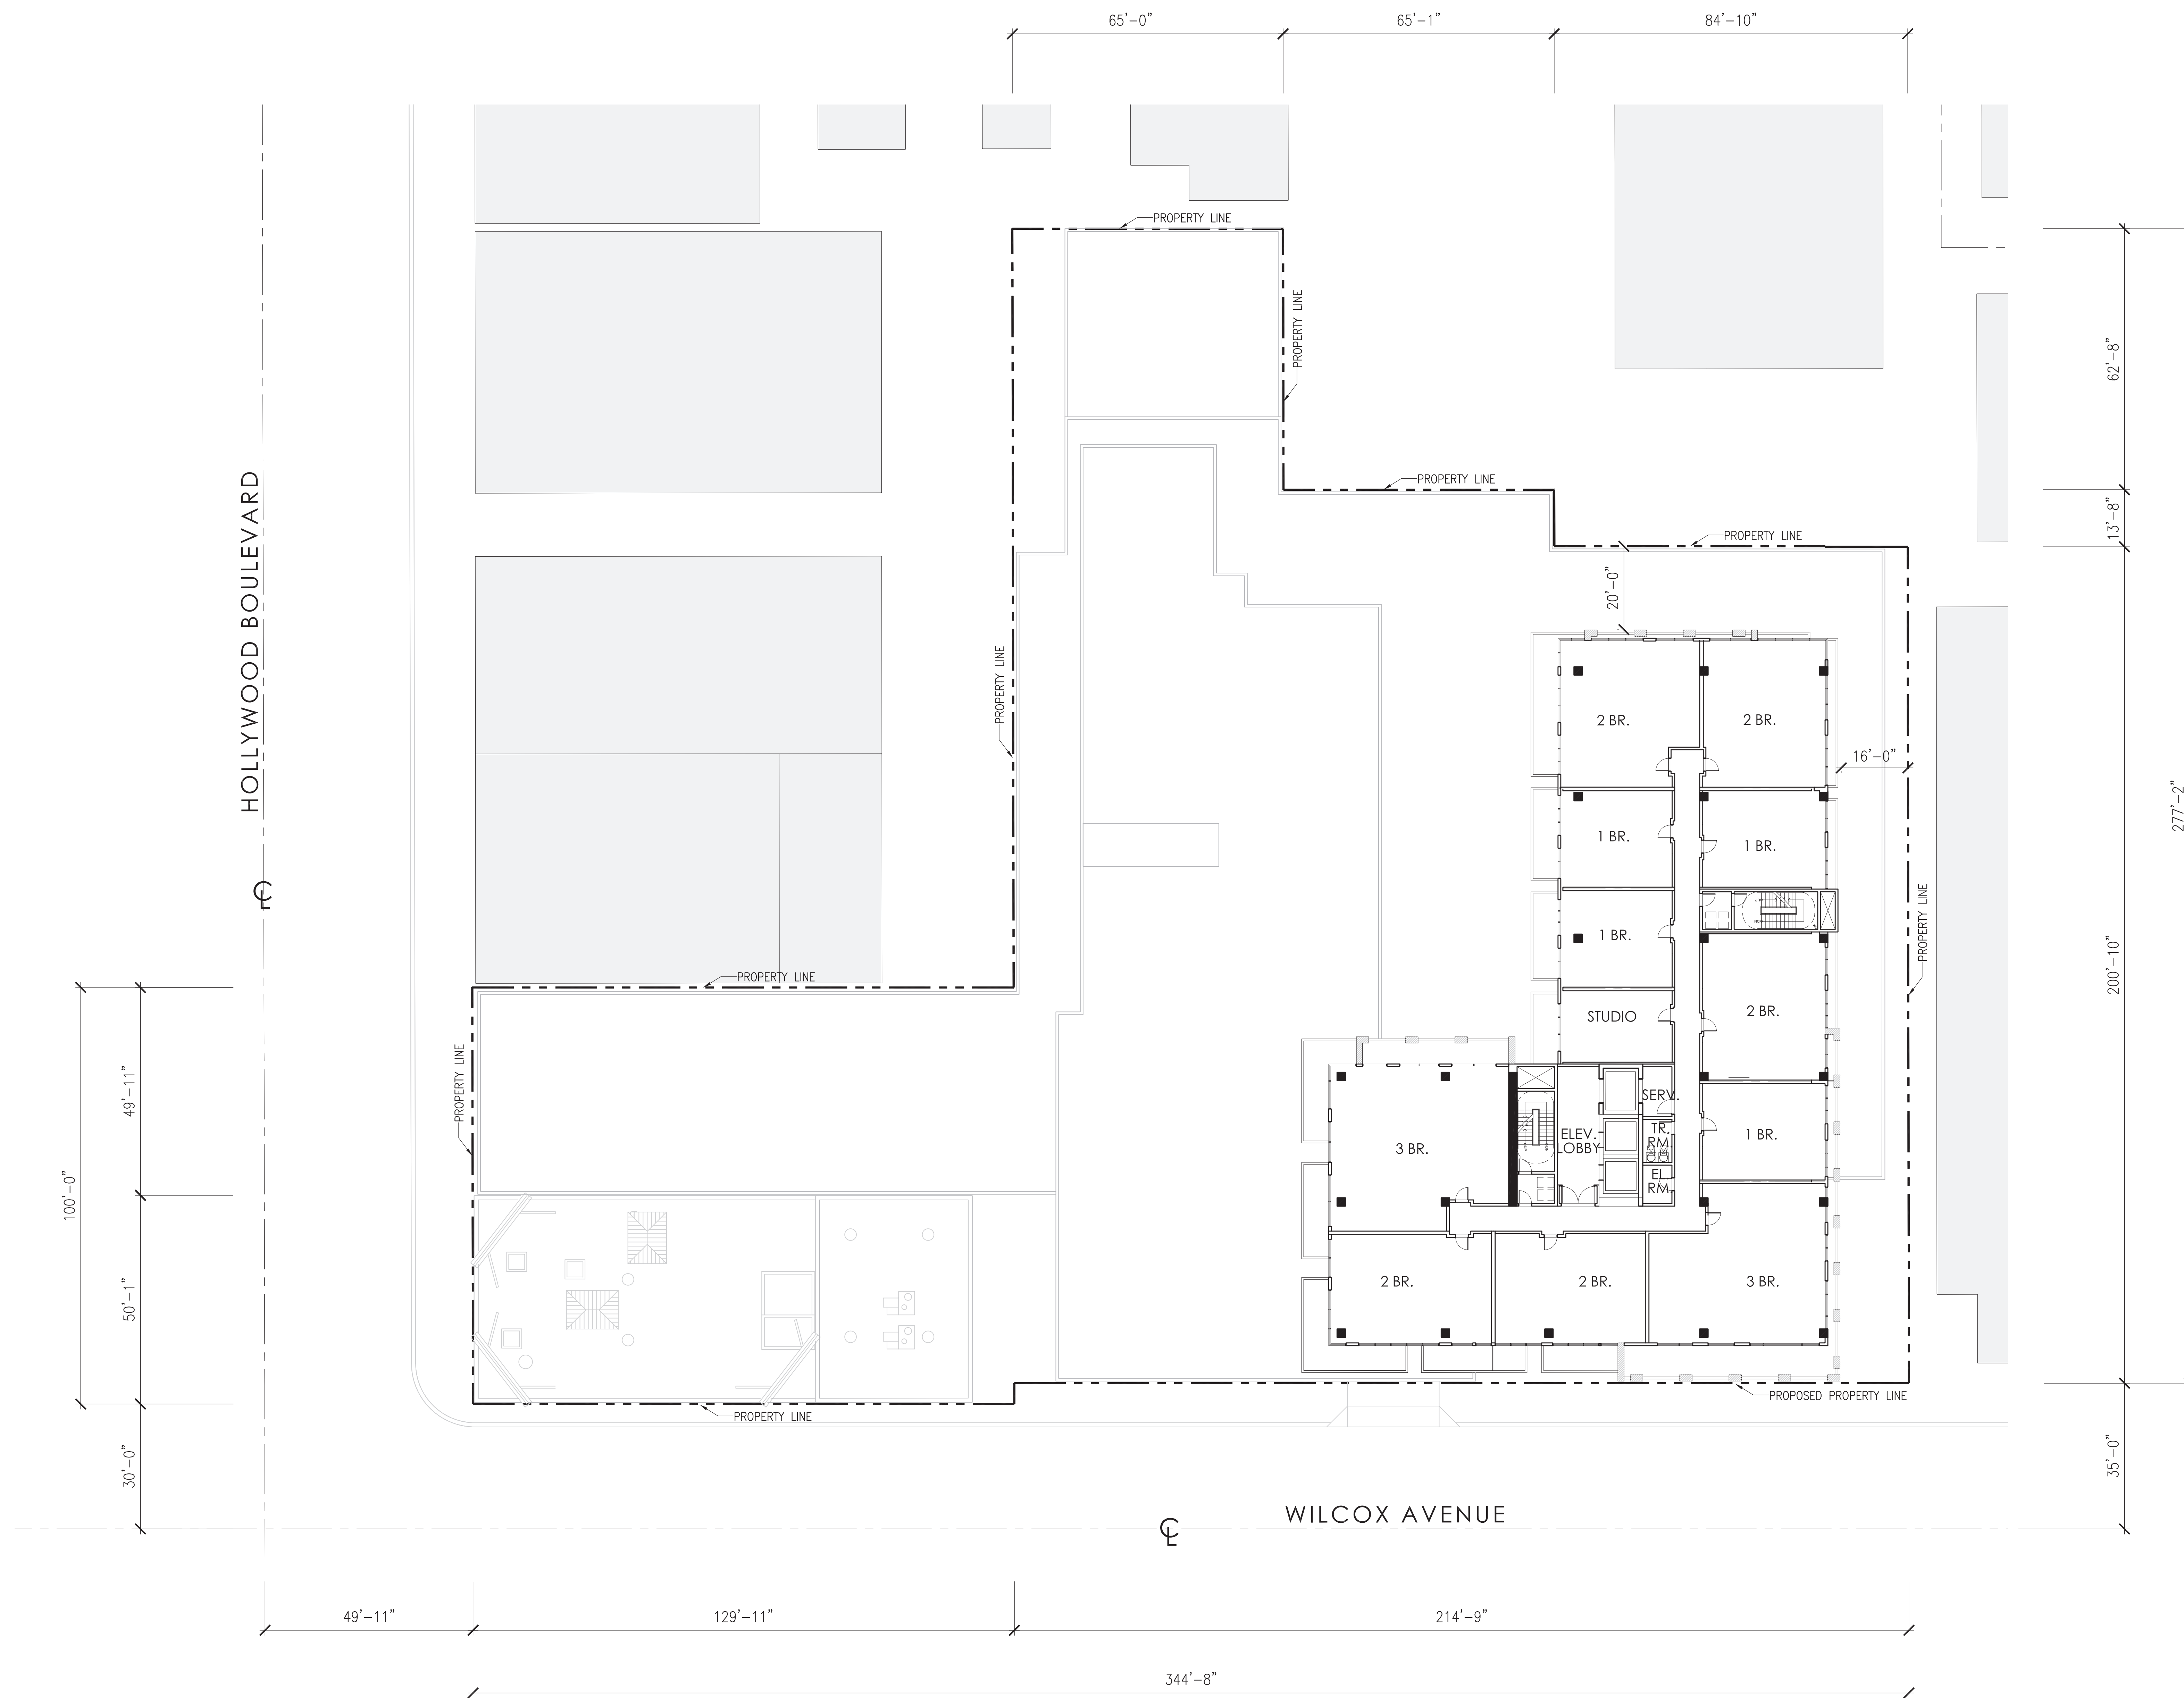 65'-0"
65'-1"
84'-10"
PROPERTY LINE
PROPERTY LINE
62'-8"
HOLLYWOOD BOULEVARD
PROPERTY LINE
13'-8"
PROPERTY LINE
20'-0"
PROPERTY LINE
2 BR.
2 BR.
16'-0"
277'-2"
1 BR.
1 BR.
CL
PROPERTY LINE
1 BR.
200'-10"
PROPERTY LINE
2 BR.
STUDIO
49'-11"
PROPERTY LINE
SERV.
ELEV.
LOBBY
TR.
RM.
1 BR.
3 BR.
EL.
RM.
100'-0"
50'-1"
2 BR.
2 BR.
3 BR.
PROPOSED PROPERTY LINE
PROPERTY LINE
30'-0"
35'-0"
WILCOX AVENUE
CL
49'-11"
129'-11"
214'-9"
344'-8"